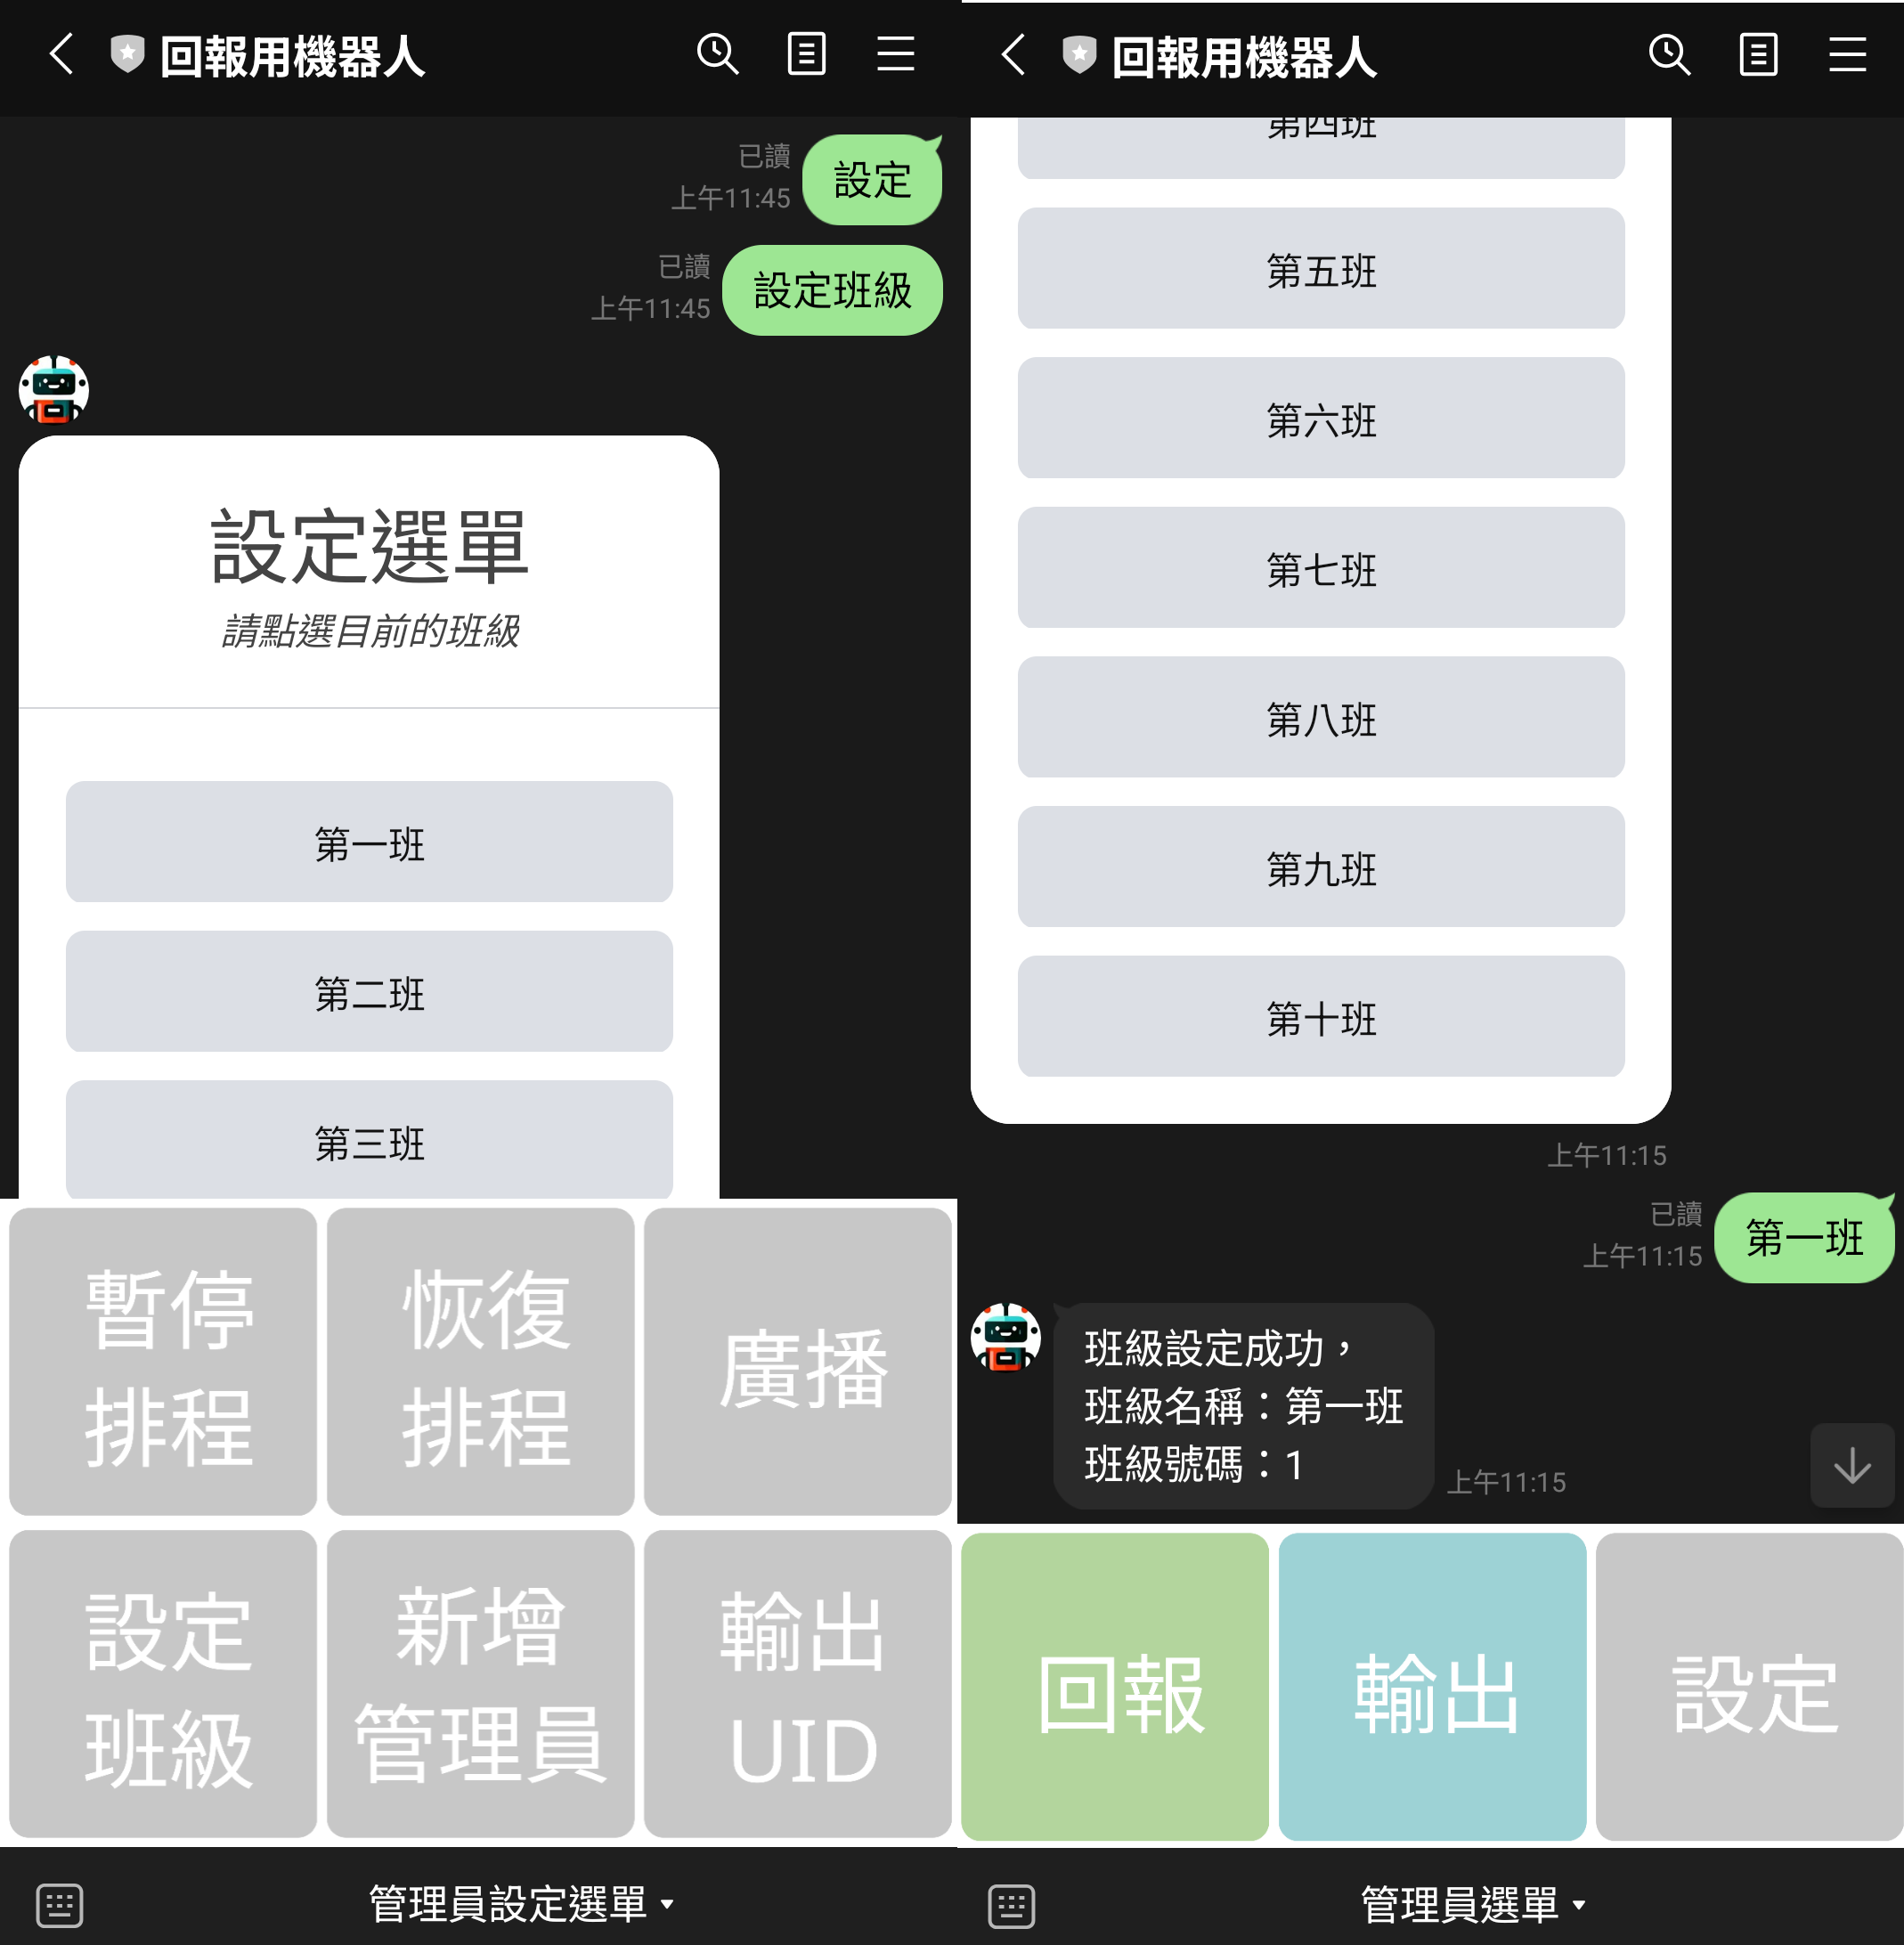 回報用機器人
已讀
上午11:45
設定
已讀
上午11:45
設定班級
設定選單
請點選目前的班級
第一班
第二班
第三班
暫停
排程
恢復
排程
廣播
設定
班級
新增
管理員
輸出
UID
管理員設定選單
回報用機器人
第四班
第五班
第六班
第七班
第八班
第九班
第十班
上午11:15
已讀
上午11:15
第一班
班級設定成功，
班級名稱：第一班
班級號碼：1
上午11:15
回報
輸出
設定
管理員選單